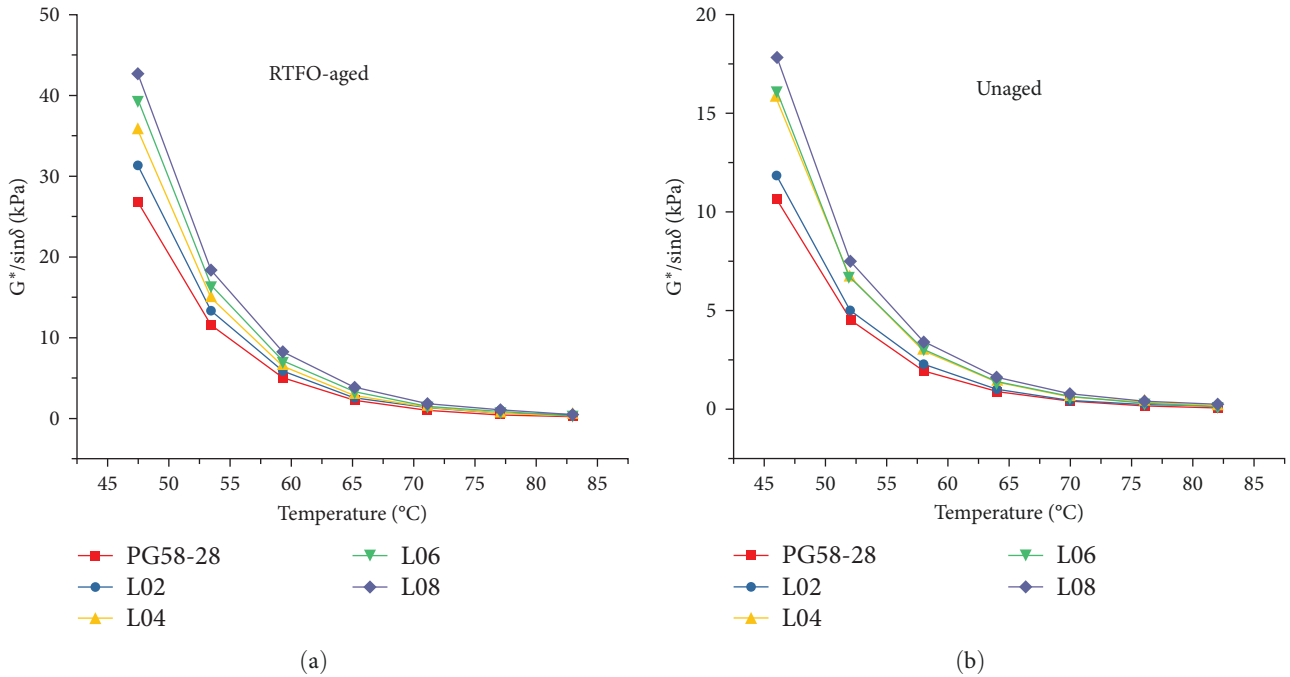 50
40
30
20
10
0
G*/sinδ (kPa)
RTFO-aged
45 50 55 60 65 70 75 80 85
Temperature (°C)
PG58-28
L02
L04
L06
L08
(a)
20
15
10
5
0
G*/sinδ (kPa)
Unaged
45 50 55 60 65 70 75 80 85
Temperature (°C)
PG58-28
L02
L04
L06
L08
(b)